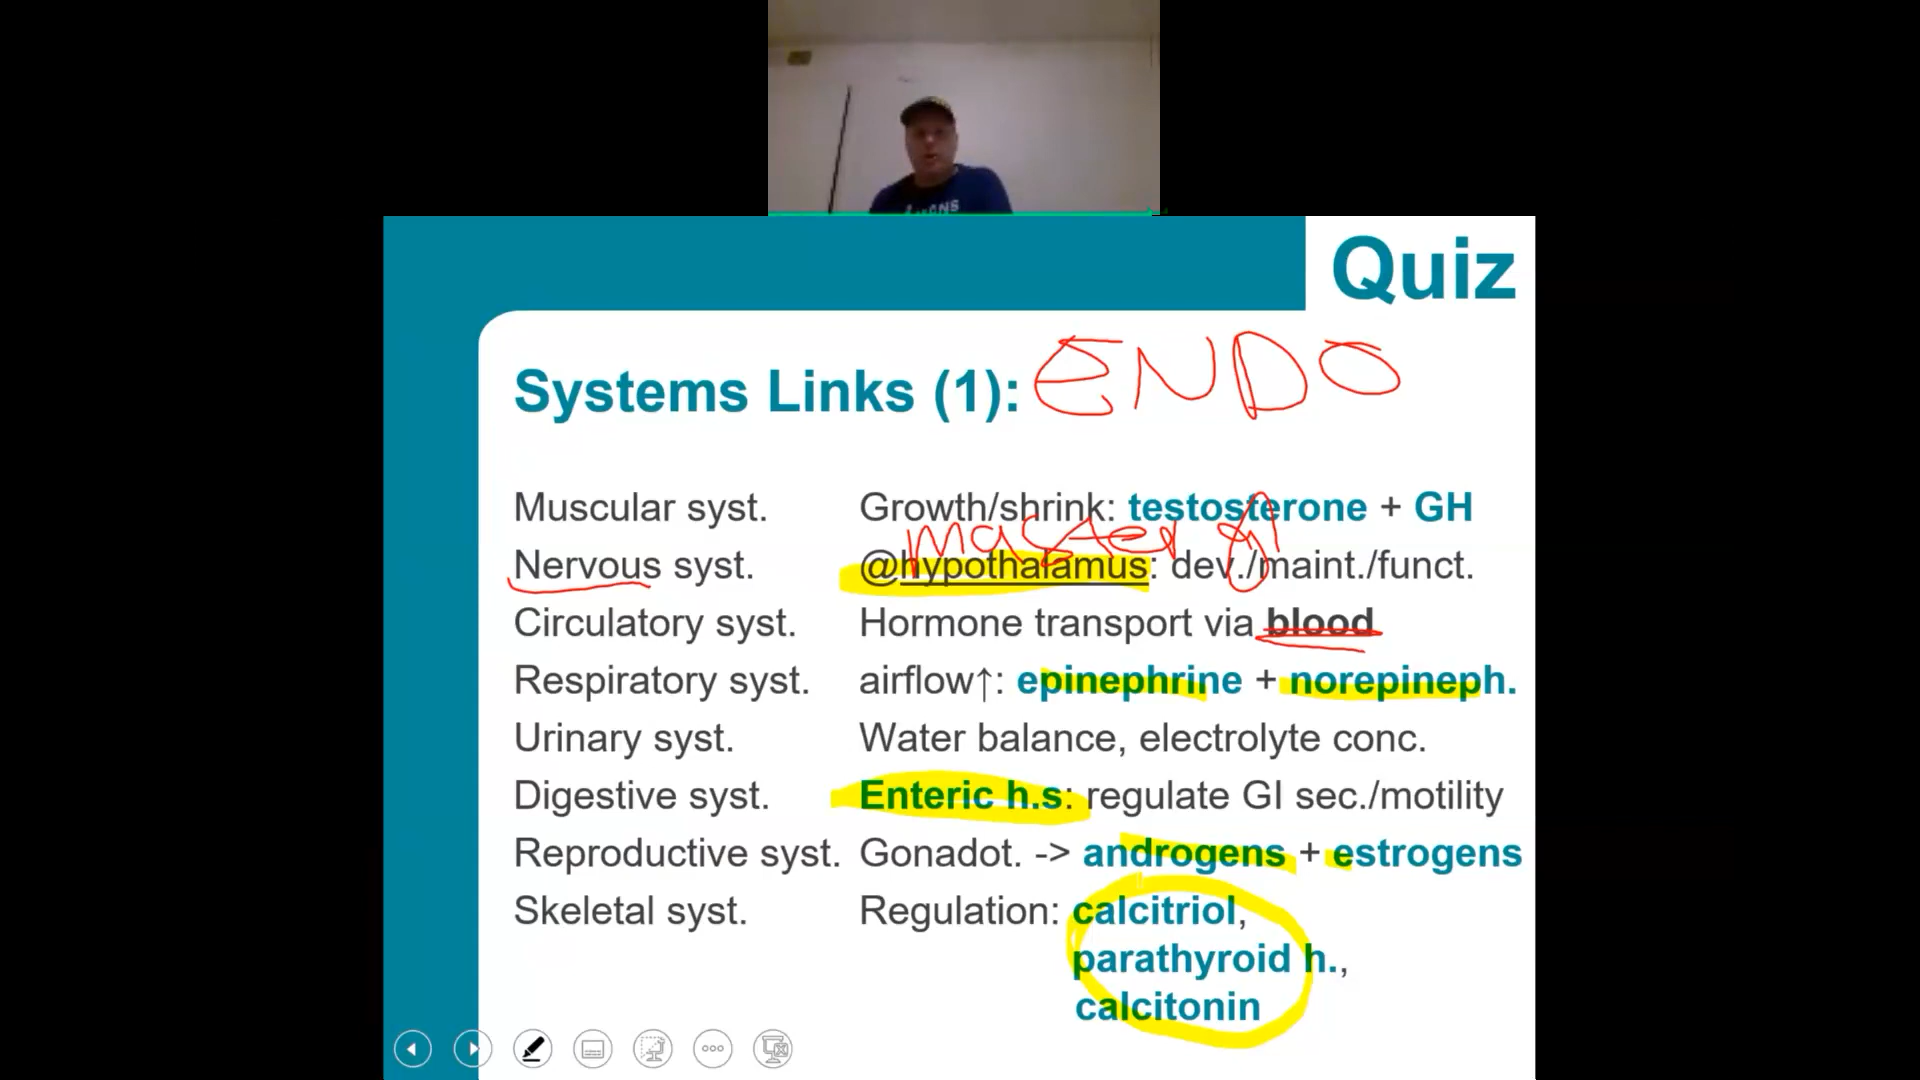 Quiz
Systems Links (1): ENDO
Muscular syst. Growth/shrink: testosterone + GH
master
Nervous syst. @hypothalamus: dev./maint./funct.
Circulatory syst. Hormone transport via blood
Respiratory syst. airflow↑: epinephrine + norepineph.
Urinary syst. Water balance, electrolyte conc.
Digestive syst. Enteric h.s: regulate GI sec./motility
Reproductive syst. Gonadot. -> androgens + estrogens
Skeletal syst. Regulation: calcitriol,
parathyroid h.,
calcitonin